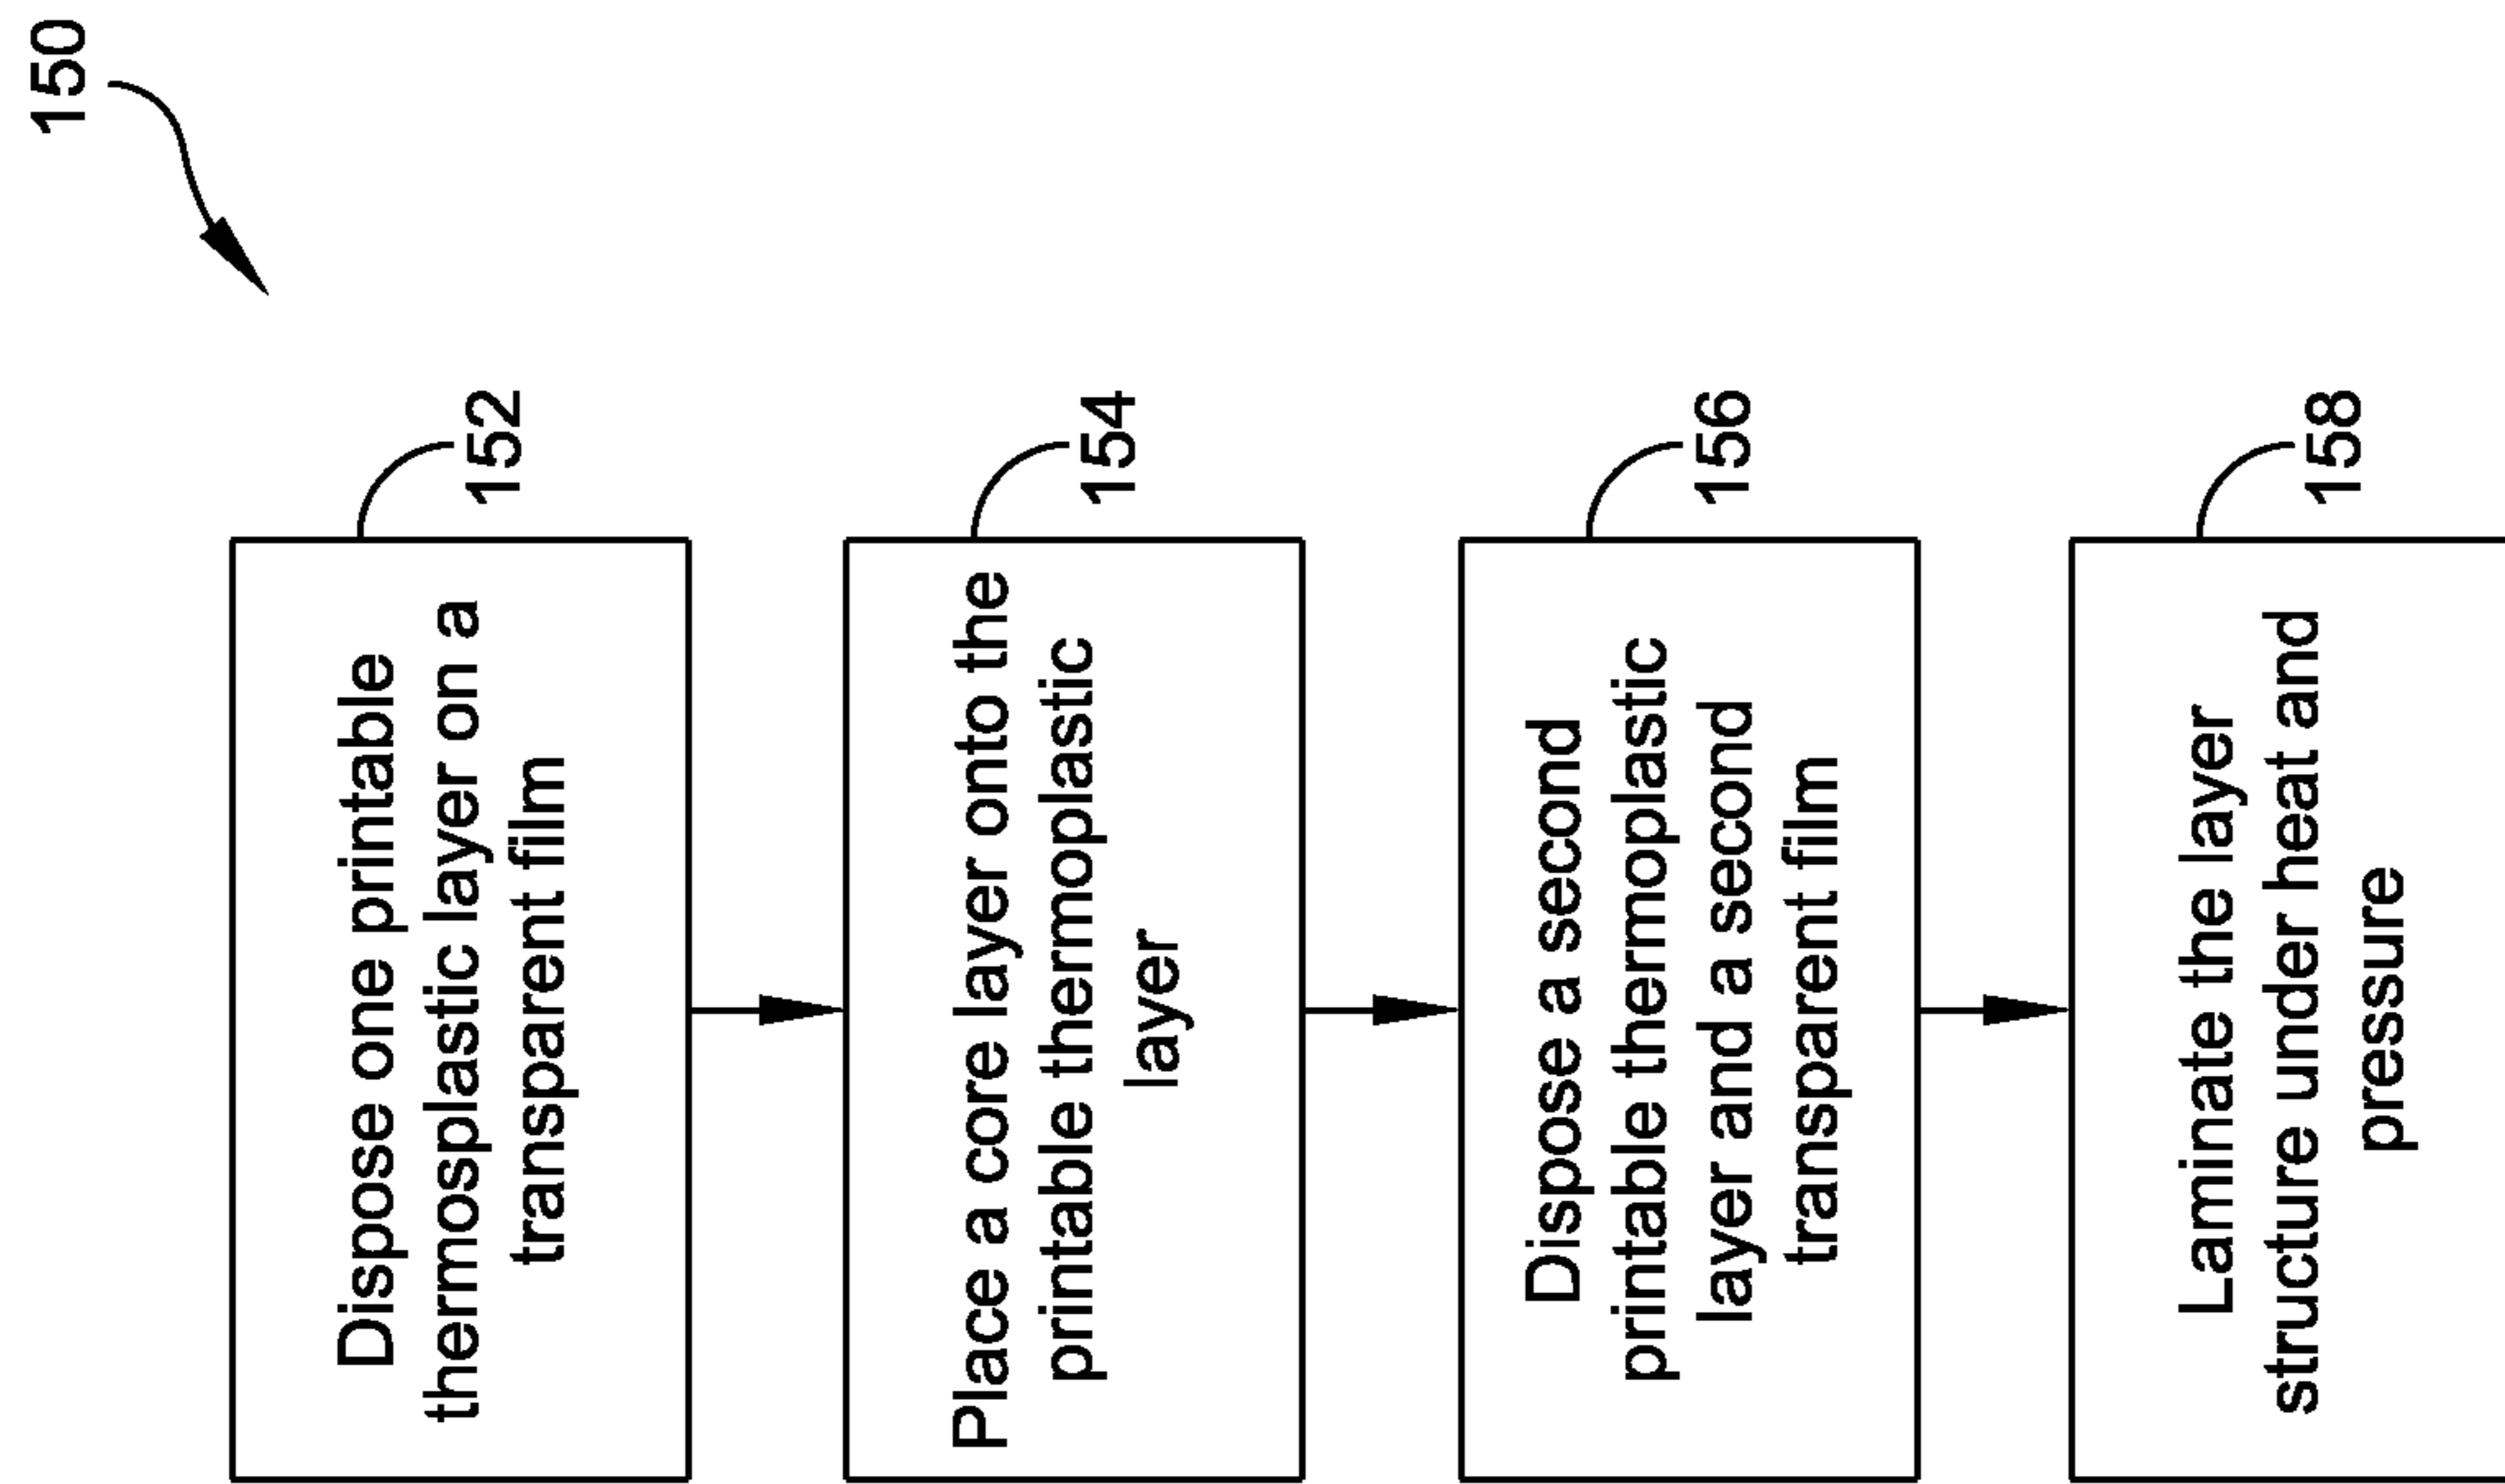 150
Dispose one printable
thermosplastic layer on a
transparent film
152
Place a core layer onto the
printable thermoplastic
layer
154
Dispose a second
printable thermoplastic
layer and a second
transparent film
156
Laminate the layer
structure under heat and
pressure
158